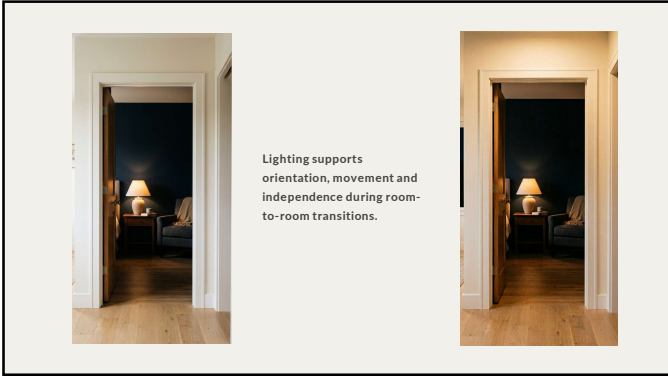 Lighting supports
orientation, movement and
independence during room-
to-room transitions.